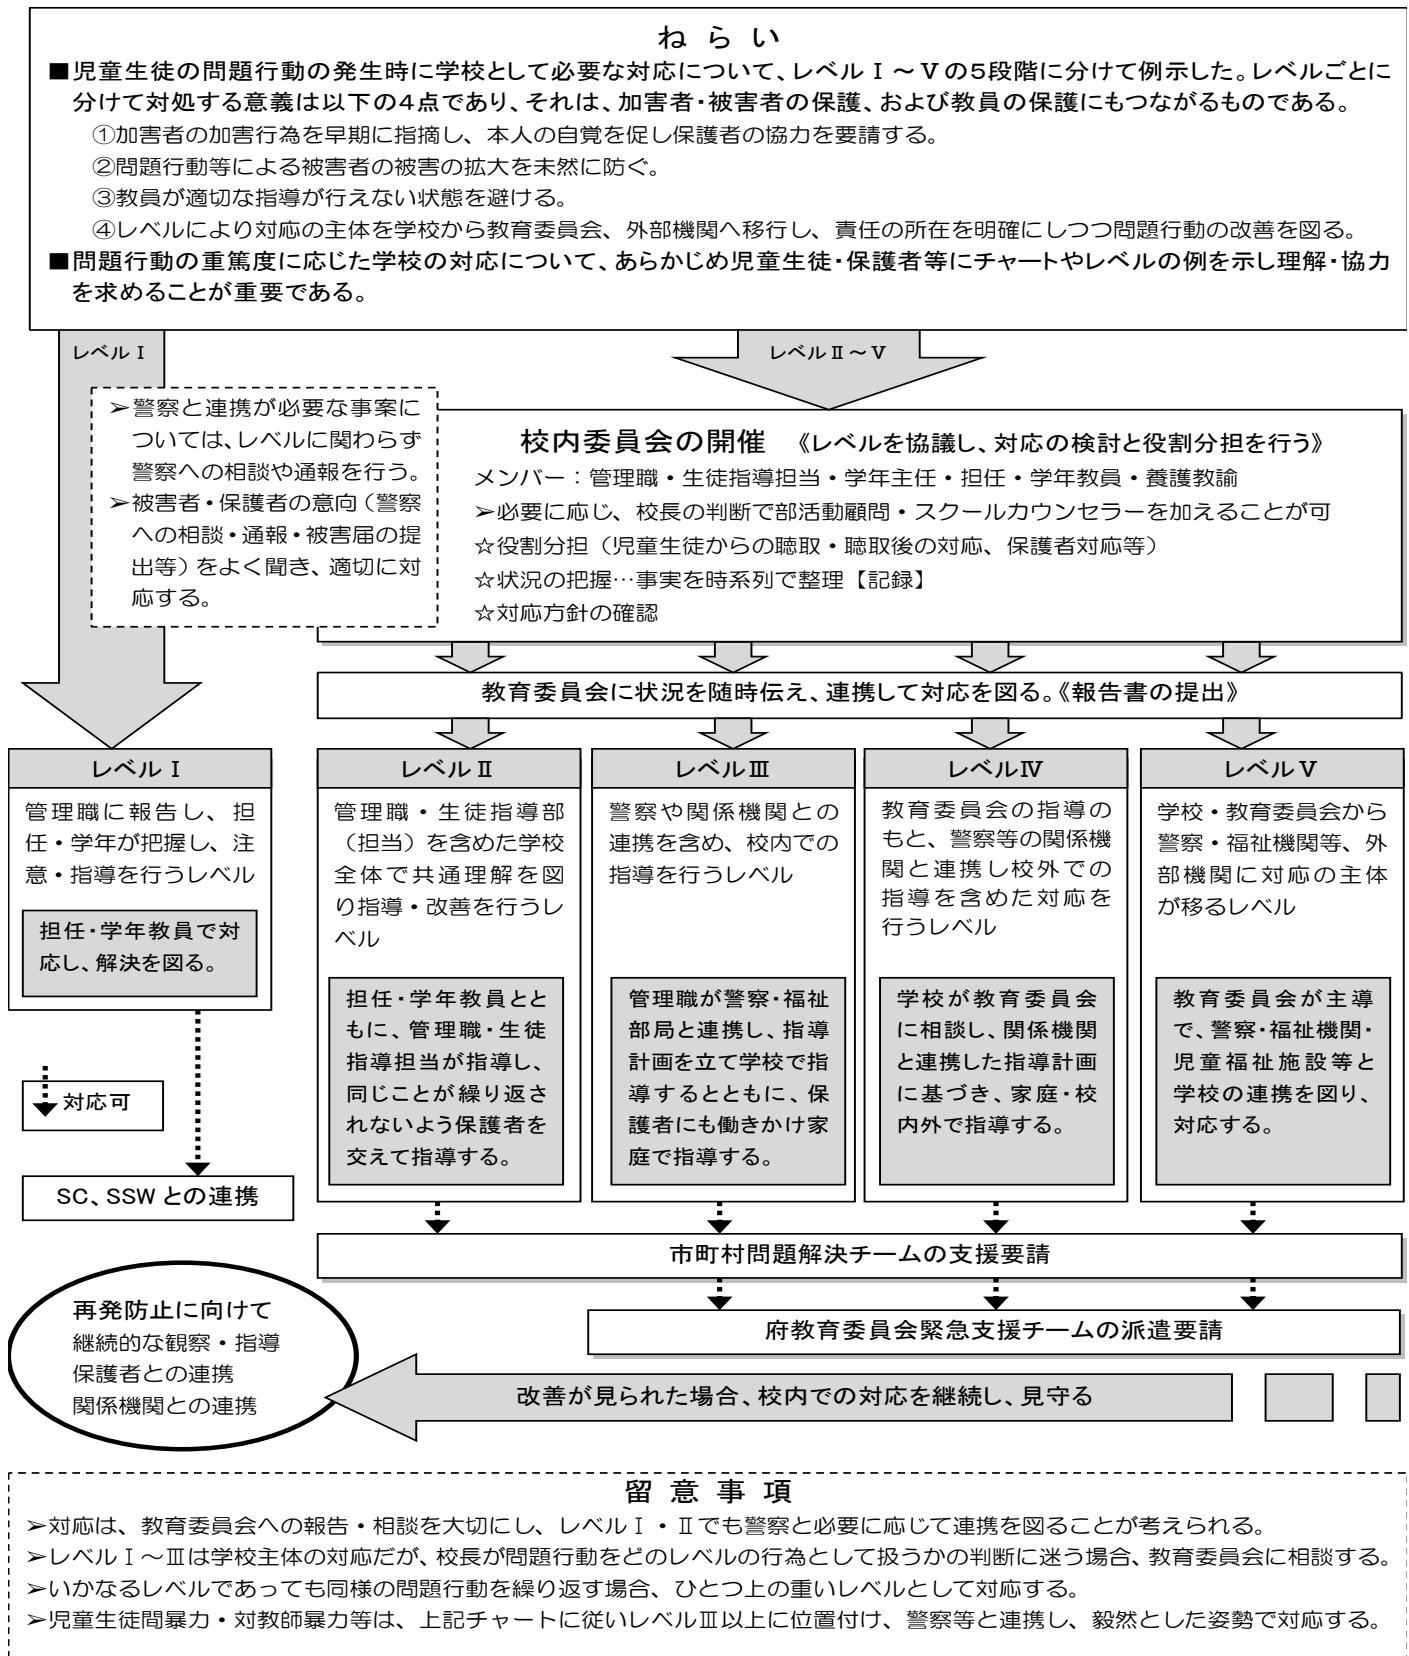 ねらい
■児童生徒の問題行動の発生時に学校として必要な対応について、レベルⅠ～Ⅴの5段階に分けて例示した。レベルごとに
分けて対処する意義は以下の4点であり、それは、加害者・被害者の保護、および教員の保護にもつながるものである。
①加害者の加害行為を早期に指摘し、本人の自覚を促し保護者の協力を要請する。
②問題行動等による被害者の被害の拡大を未然に防ぐ。
③教員が適切な指導が行えない状態を避ける。
④レベルにより対応の主体を学校から教育委員会、外部機関へ移行し、責任の所在を明確にしつつ問題行動の改善を図る。
■問題行動の重篤度に応じた学校の対応について、あらかじめ児童生徒・保護者等にチャートやレベルの例を示し理解・協力
を求めることが重要である。
レベルⅠ
レベルⅡ～Ⅴ
➢警察と連携が必要な事案に
ついては、レベルに関わらず
警察への相談や通報を行う。
➢被害者・保護者の意向（警察
への相談・通報・被害届の提
出等）をよく聞き、適切に対
応する。
校内委員会の開催 《レベルを協議し、対応の検討と役割分担を行う》
メンバー：管理職・生徒指導担当・学年主任・担任・学年教員・養護教諭
➢必要に応じ、校長の判断で部活動顧問・スクールカウンセラーを加えることが可
☆役割分担（児童生徒からの聴取・聴取後の対応、保護者対応等）
☆状況の把握…事実を時系列で整理【記録】
☆対応方針の確認
教育委員会に状況を随時伝え、連携して対応を図る。《報告書の提出》
レベルⅠ
管理職に報告し、担
任・学年が把握し、注
意・指導を行うレベル
担任・学年教員で対
応し、解決を図る。
レベルⅡ
管理職・生徒指導部
（担当）を含めた学校
全体で共通理解を図
り指導・改善を行うレ
ベル
担任・学年教員とと
もに、管理職・生徒
指導担当が指導し、
同じことが繰り返さ
れないよう保護者を
交えて指導する。
レベルⅢ
警察や関係機関との
連携を含め、校内での
指導を行うレベル
管理職が警察・福祉
部局と連携し、指導
計画を立て学校で指
導するとともに、保
護者にも働きかけ家
庭で指導する。
レベルⅣ
教育委員会の指導の
もと、警察等の関係機
関と連携し校外での
指導を含めた対応を
行うレベル
学校が教育委員会
に相談し、関係機関
と連携した指導計画
に基づき、家庭・校
内外で指導する。
レベルⅤ
学校・教育委員会から
警察・福祉機関等、外
部機関に対応の主体
が移るレベル
教育委員会が主導
で、警察・福祉機関・
児童福祉施設等と
学校の連携を図り、
対応する。
対応可
SC、SSWとの連携
市町村問題解決チームの支援要請
府教育委員会緊急支援チームの派遣要請
再発防止に向けて
継続的な観察・指導
保護者との連携
関係機関との連携
改善が見られた場合、校内での対応を継続し、見守る
留意事項
➢対応は、教育委員会への報告・相談を大切にし、レベルⅠ・Ⅱでも警察と必要に応じて連携を図ることが考えられる。
➢レベルⅠ～Ⅲは学校主体の対応だが、校長が問題行動をどのレベルの行為として扱うかの判断に迷う場合、教育委員会に相談する。
➢いかなるレベルであっても同様の問題行動を繰り返す場合、ひとつ上の重いレベルとして対応する。
➢児童生徒間暴力・対教師暴力等は、上記チャートに従いレベルⅢ以上に位置付け、警察等と連携し、毅然とした姿勢で対応する。